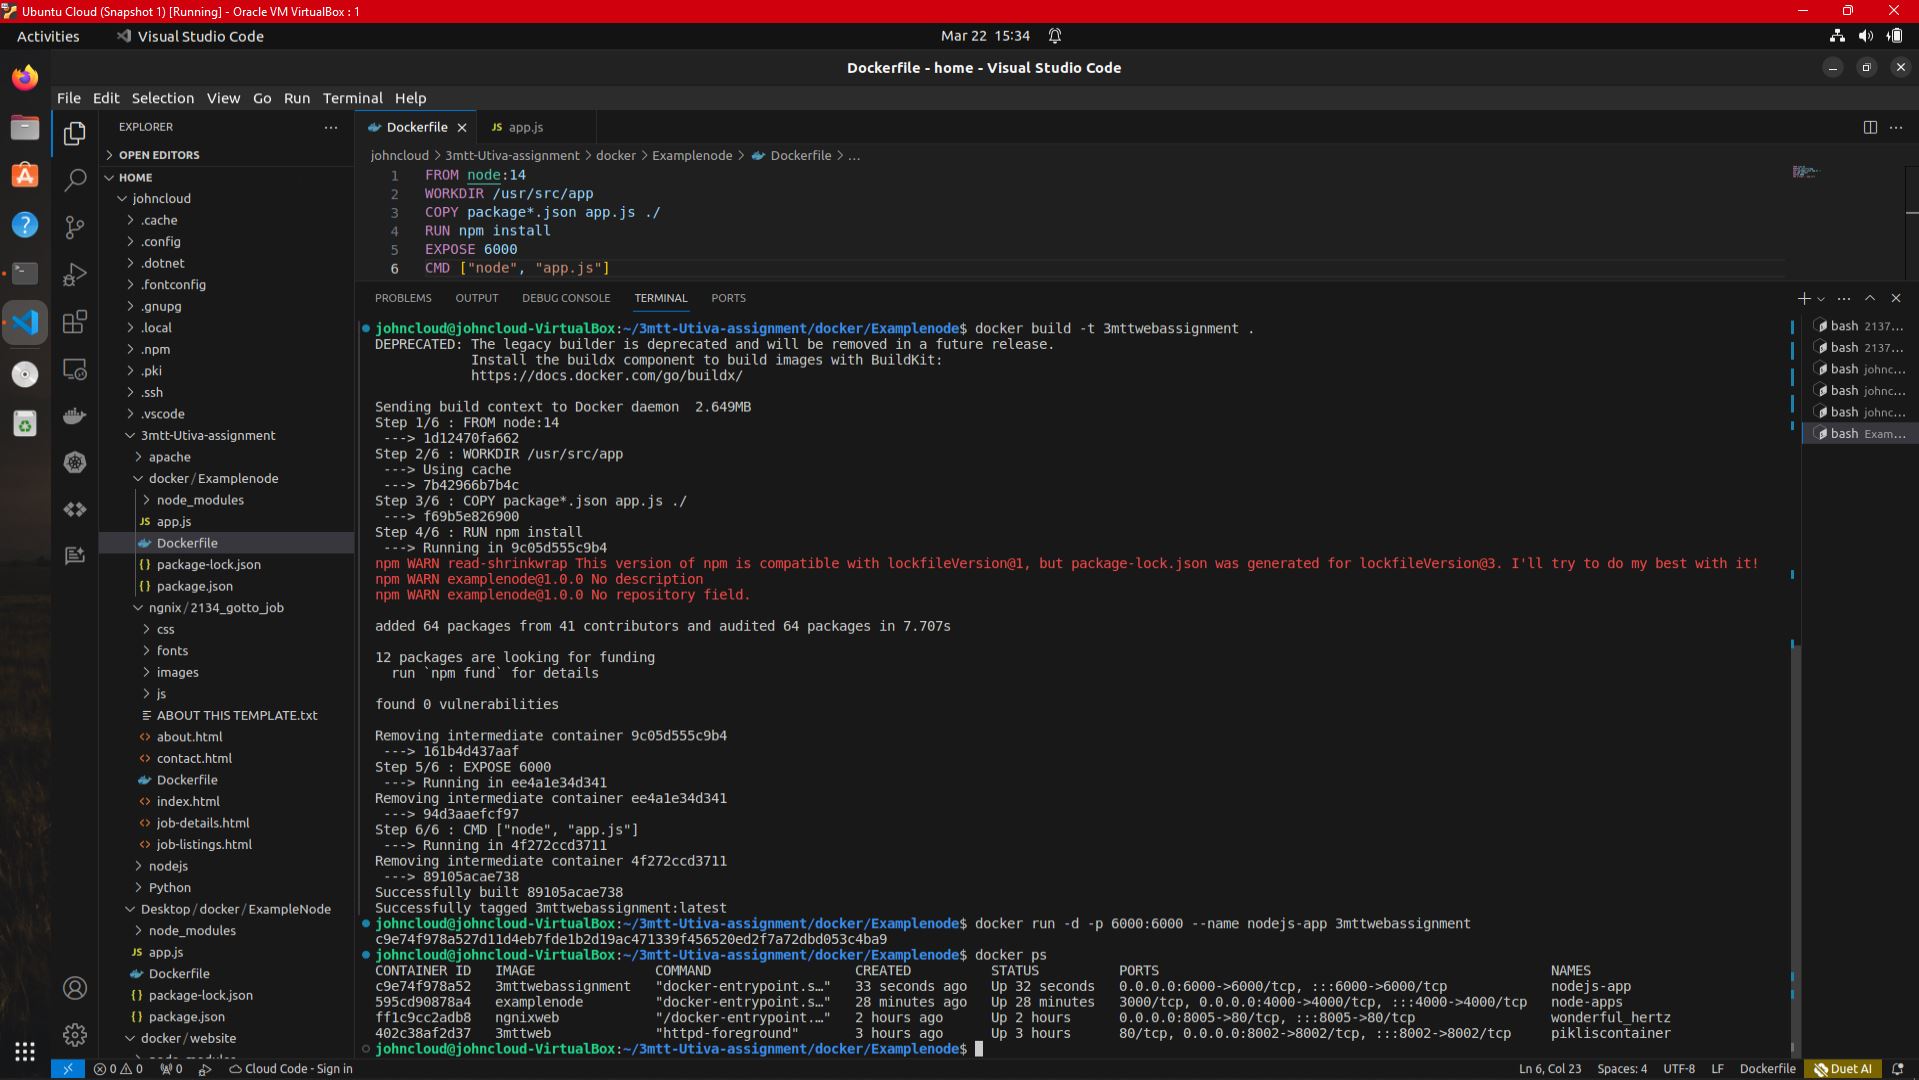 Ubuntu Cloud (Snapshot 1) [Running] - Oracle VM VirtualBox : 1
Activities
Visual Studio Code
Mar 22 15:34
Dockerfile - home - Visual Studio Code
File Edit Selection View Go Run Terminal Help
EXPLORER
OPEN EDITORS
HOME
johncloud
.cache
.config
.dotnet
.fontconfig
.gnupg
.local
.npm
.pki
.ssh
.vscode
3mtt-Utiva-assignment
apache
docker/Examplenode
node_modules
JS app.js
Dockerfile
{} package-lock.json
{} package.json
ngnix/2134_gotto_job
css
fonts
images
js
ABOUT THIS TEMPLATE.txt
<> about.html
<> contact.html
Dockerfile
<> index.html
<> job-details.html
<> job-listings.html
nodejs
Python
Desktop/docker/ExampleNode
node_modules
JS app.js
Dockerfile
{} package-lock.json
{} package.json
docker/website
Dockerfile
JS app.js
johncloud > 3mtt-Utiva-assignment > docker > Examplenode > Dockerfile > ...
1 FROM node:14
2 WORKDIR /usr/src/app
3 COPY package*.json app.js ./
4 RUN npm install
5 EXPOSE 6000
6 CMD ["node", "app.js"]
PROBLEMS OUTPUT DEBUG CONSOLE TERMINAL PORTS
johncloud@johncloud-VirtualBox:~/3mtt-Utiva-assignment/docker/Examplenode$ docker build -t 3mttwebassignment .
DEPRECATED: The legacy builder is deprecated and will be removed in a future release.
Install the buildx component to build images with BuildKit:
https://docs.docker.com/go/buildx/
Sending build context to Docker daemon 2.649MB
Step 1/6 : FROM node:14
---> 1d12470fa662
Step 2/6 : WORKDIR /usr/src/app
---> Using cache
---> 7b42966b7b4c
Step 3/6 : COPY package*.json app.js ./
---> f69b5e826900
Step 4/6 : RUN npm install
---> Running in 9c05d555c9b4
npm WARN read-shrinkwrap This version of npm is compatible with lockfileVersion@1, but package-lock.json was generated for lockfileVersion@3. I'll try to do my best with it!
npm WARN examplenode@1.0.0 No description
npm WARN examplenode@1.0.0 No repository field.
added 64 packages from 41 contributors and audited 64 packages in 7.707s
12 packages are looking for funding
run `npm fund` for details
found 0 vulnerabilities
Removing intermediate container 9c05d555c9b4
---> 161b4d437aaf
Step 5/6 : EXPOSE 6000
---> Running in ee4a1e34d341
Removing intermediate container ee4a1e34d341
---> 94d3aaefcf97
Step 6/6 : CMD ["node", "app.js"]
---> Running in 4f272ccd3711
Removing intermediate container 4f272ccd3711
---> 89105acae738
Successfully built 89105acae738
Successfully tagged 3mttwebassignment:latest
johncloud@johncloud-VirtualBox:~/3mtt-Utiva-assignment/docker/Examplenode$ docker run -d -p 6000:6000 --name nodejs-app 3mttwebassignment
c9e74f978a527d11d4eb7fde1b2d19ac471339f456520ed2f7a72dbd053c4ba9
johncloud@johncloud-VirtualBox:~/3mtt-Utiva-assignment/docker/Examplenode$ docker ps
CONTAINER ID IMAGE COMMAND CREATED STATUS PORTS NAMES
c9e74f978a52 3mttwebassignment "docker-entrypoint.s…" 33 seconds ago Up 32 seconds 0.0.0.0:6000->6000/tcp, :::6000->6000/tcp nodejs-app
595cd90878a4 examplenode "docker-entrypoint.s…" 28 minutes ago Up 28 minutes 3000/tcp, 0.0.0.0:4000->4000/tcp, :::4000->4000/tcp node-apps
ff1c9cc2adb8 ngnixweb "/docker-entrypoint.…" 2 hours ago Up 2 hours 0.0.0.0:8005->80/tcp, :::8005->80/tcp wonderful_hertz
402c38af2d37 3mttweb "httpd-foreground" 3 hours ago Up 3 hours 80/tcp, 0.0.0.0:8002->8002/tcp, :::8002->8002/tcp pikliscontainer
johncloud@johncloud-VirtualBox:~/3mtt-Utiva-assignment/docker/Examplenode$
bash 2137...
bash 2137...
bash johnc...
bash johnc...
bash johnc...
bash Exam...
0 0 0 Cloud Code - Sign in
Ln 6, Col 23 Spaces: 4 UTF-8 LF Dockerfile Duet AI